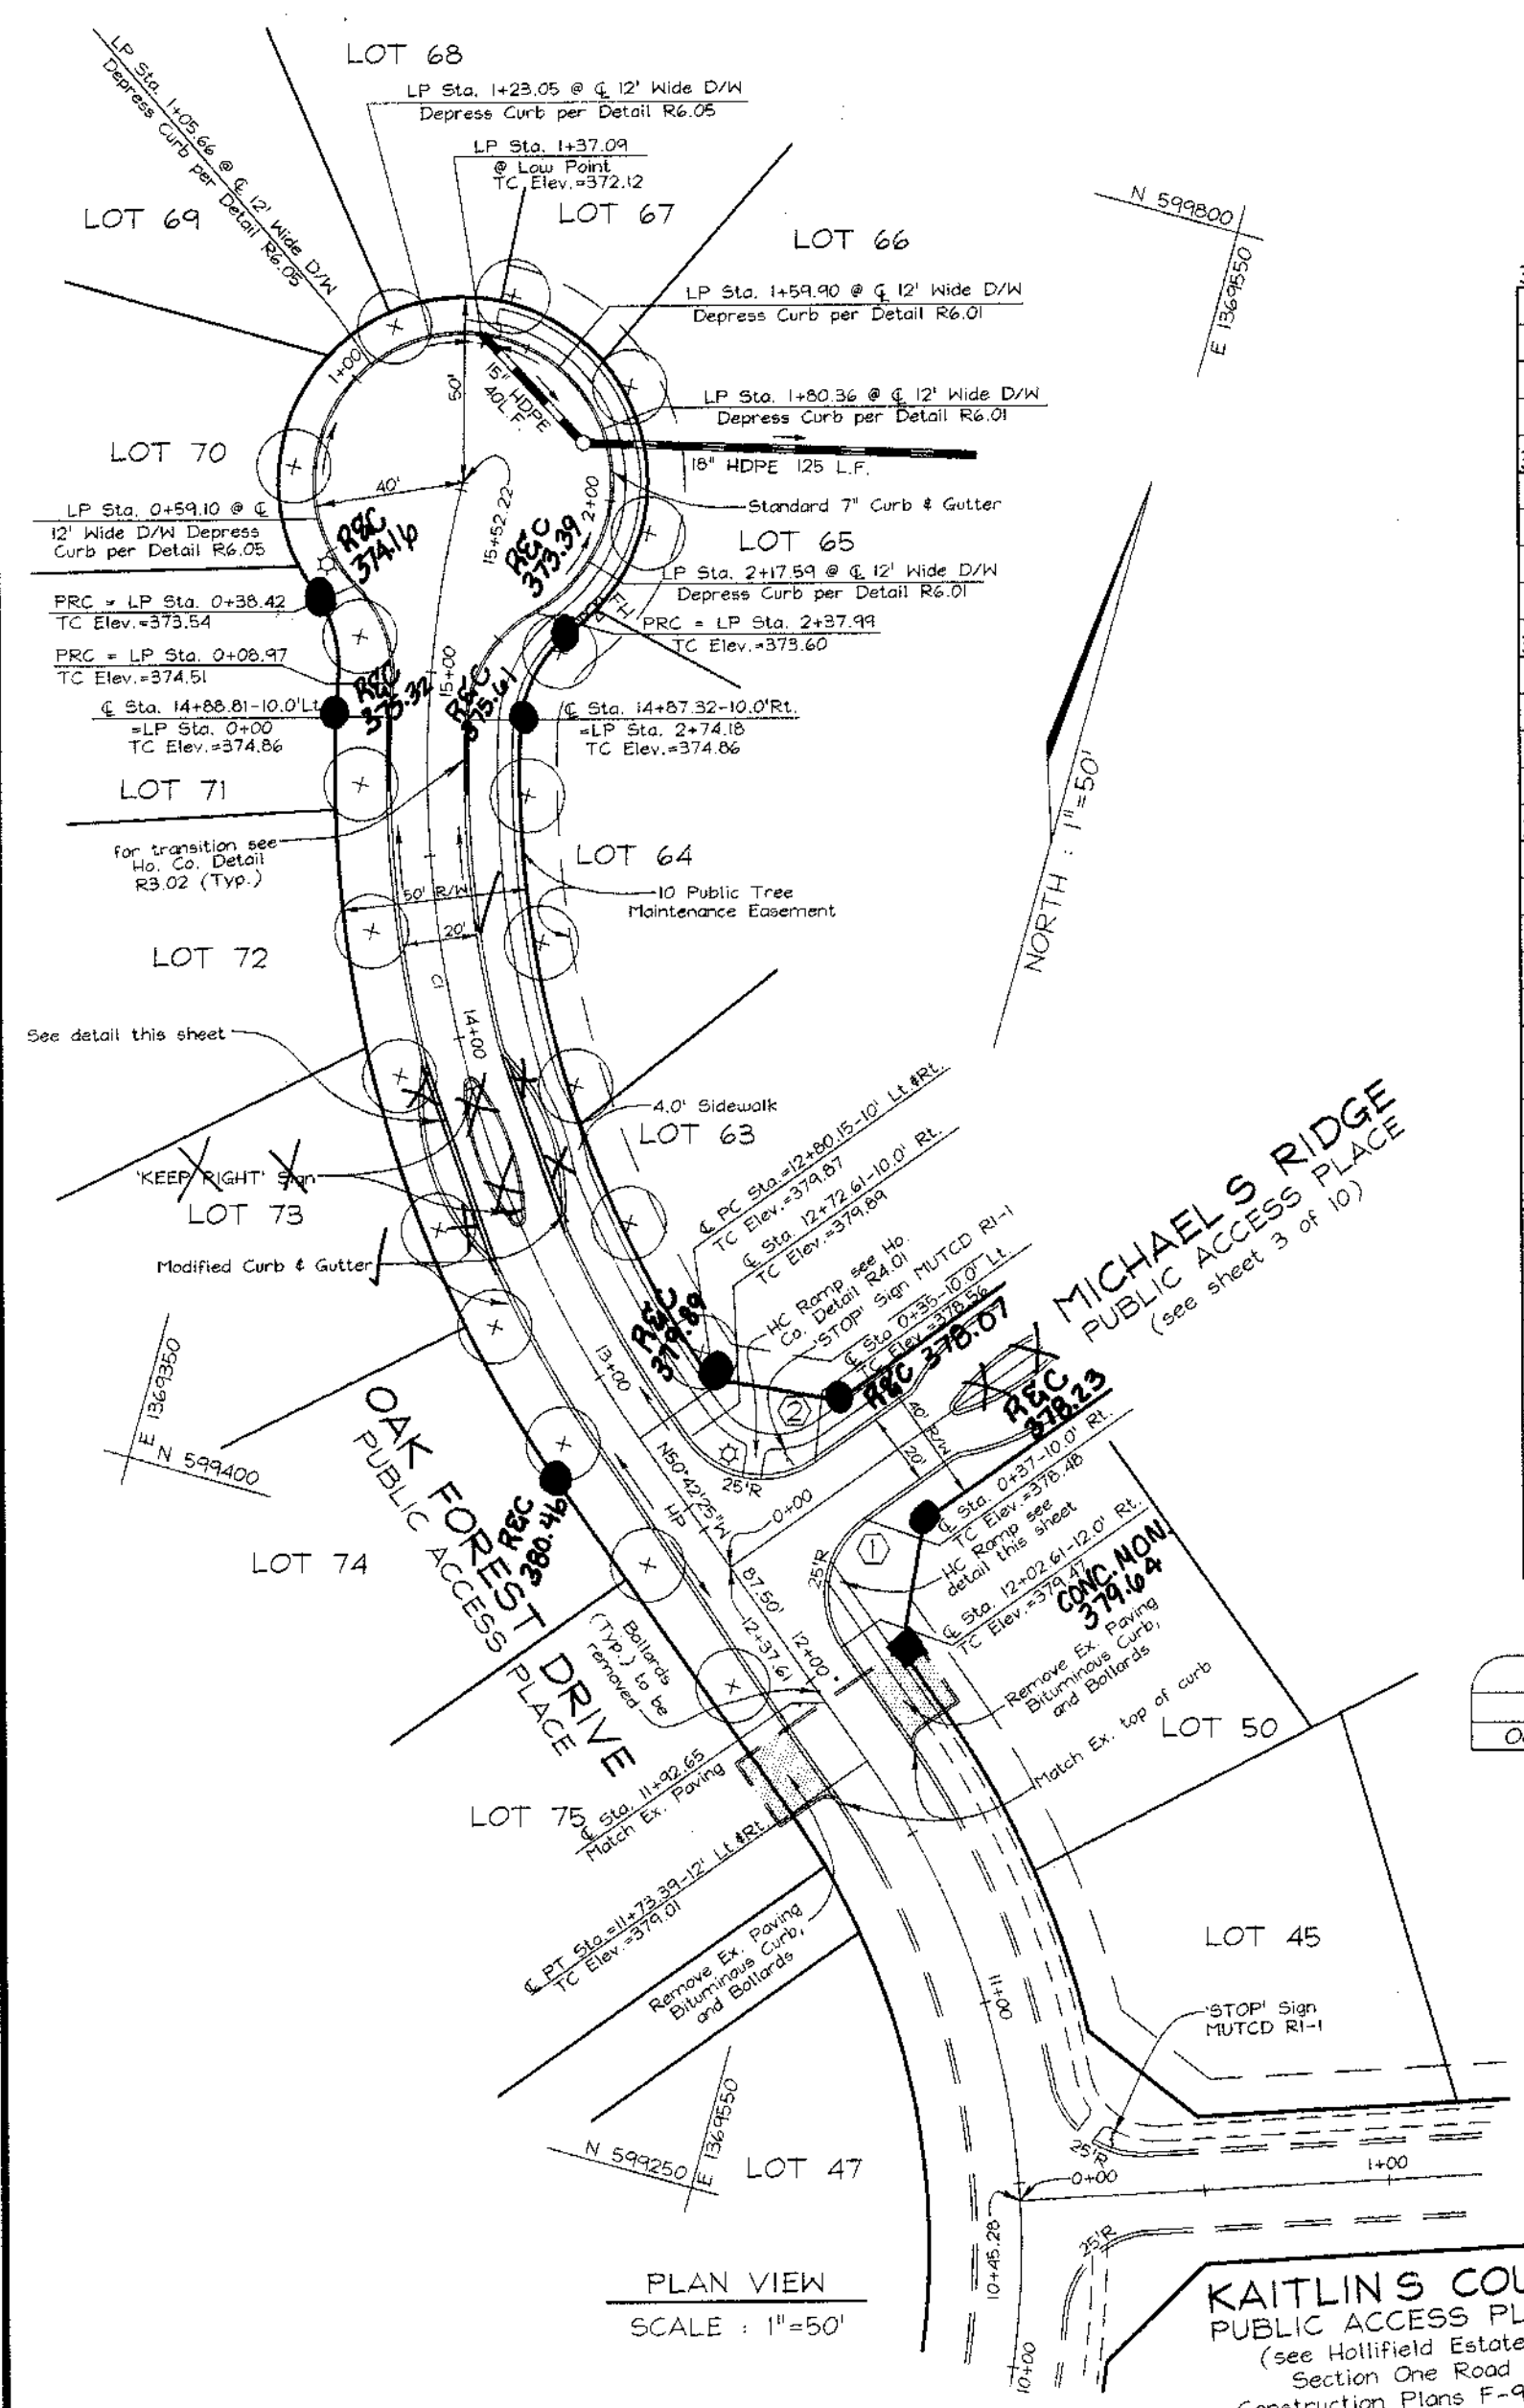 LOT 68
LP Sta. 1+05.66 @ ℄ 12' Wide D/W
Depress Curb per Detail R6.05
LP Sta. 1+23.05 @ ℄ 12' Wide D/W
Depress Curb per Detail R6.05
LP Sta. 1+37.09
@ Low Point
TC Elev.=372.12
LOT 69
LOT 67
LOT 66
N 599800
E 1369550
LP Sta. 1+59.90 @ ℄ 12' Wide D/W
Depress Curb per Detail R6.01
1+00
50'
15" HDPE
40L.F.
LP Sta. 1+80.36 @ ℄ 12' Wide D/W
Depress Curb per Detail R6.01
LOT 70
18" HDPE 125 L.F.
40'
2+00
Standard 7" Curb & Gutter
LP Sta. 0+59.10 @ ℄
12' Wide D/W Depress
Curb per Detail R6.05
R&C
374.16
15+52.22
R&C
373.39
LOT 65
LP Sta. 2+17.59 @ ℄ 12' Wide D/W
Depress Curb per Detail R6.01
FH
PRC = LP Sta. 0+38.42
TC Elev.=373.54
PRC = LP Sta. 2+37.99
TC Elev.=373.60
PRC = LP Sta. 0+08.97
TC Elev.=374.51
R&C
375.32
15+00
R&C
375.61
℄ Sta. 14+88.81-10.0'Lt.
=LP Sta. 0+00
TC Elev.=374.86
℄ Sta. 14+87.32-10.0'Rt.
=LP Sta. 2+74.18
TC Elev.=374.86
LOT 71
NORTH : 1"=50'
for transition see
Ho. Co. Detail
R3.02 (Typ.)
LOT 64
50' R/W
10 Public Tree
Maintenance Easement
20'
LOT 72
C1
14+00
See detail this sheet
4.0' Sidewalk
LOT 63
'KEEP RIGHT' Sign
LOT 73
Modified Curb & Gutter
℄ PC Sta.=12+80.15-10' Lt.&Rt.
TC Elev.=379.87
℄ Sta. 12+72.61-10.0' Rt.
TC Elev.=379.89
HC Ramp see Ho.
Co. Detail R4.01
'STOP' Sign MUTCD R1-1
℄ Sta 0+35-10.0' Lt.
TC Elev.=378.56
MICHAELS RIDGE
PUBLIC ACCESS PLACE
(see sheet 3 of 10)
R&C
379.89
R&C 378.07
R&C
378.23
13+00
2
40' R/W
20'
E 1369350
N 599400
N50°42'25"W
HP
25'R
0+00
℄ Sta. 0+37-10.0' Rt.
TC Elev.=378.48
HC Ramp see
detail this sheet
℄ Sta. 12+02.61-12.0' Rt.
TC Elev.=379.47
CONC. MON.
379.64
OAK FOREST DRIVE
PUBLIC ACCESS PLACE
R&C
380.46
1
25'R
LOT 74
87.50'
12+37.61
12+00
Bollards
(Typ.) to be
removed
Remove Ex. Paving
Bituminous Curb,
and Bollards
LOT 50
Match Ex. top of curb
LOT 75
℄ Sta. 11+92.65
Match Ex. Paving
℄ PT Sta.=11+73.39-12' Lt.&Rt.
TC Elev.=379.01
Remove Ex. Paving
Bituminous Curb,
and Bollards
LOT 45
11+00
'STOP' Sign
MUTCD R1-1
N 599250
E 1369550
LOT 47
25'R
0+00
1+00
10+45.28
25'R
PLAN VIEW
SCALE : 1"=50'
10+00
KAITLINS COU
PUBLIC ACCESS PL
(see Hollifield Estate
Section One Road
Construction Plans F-9